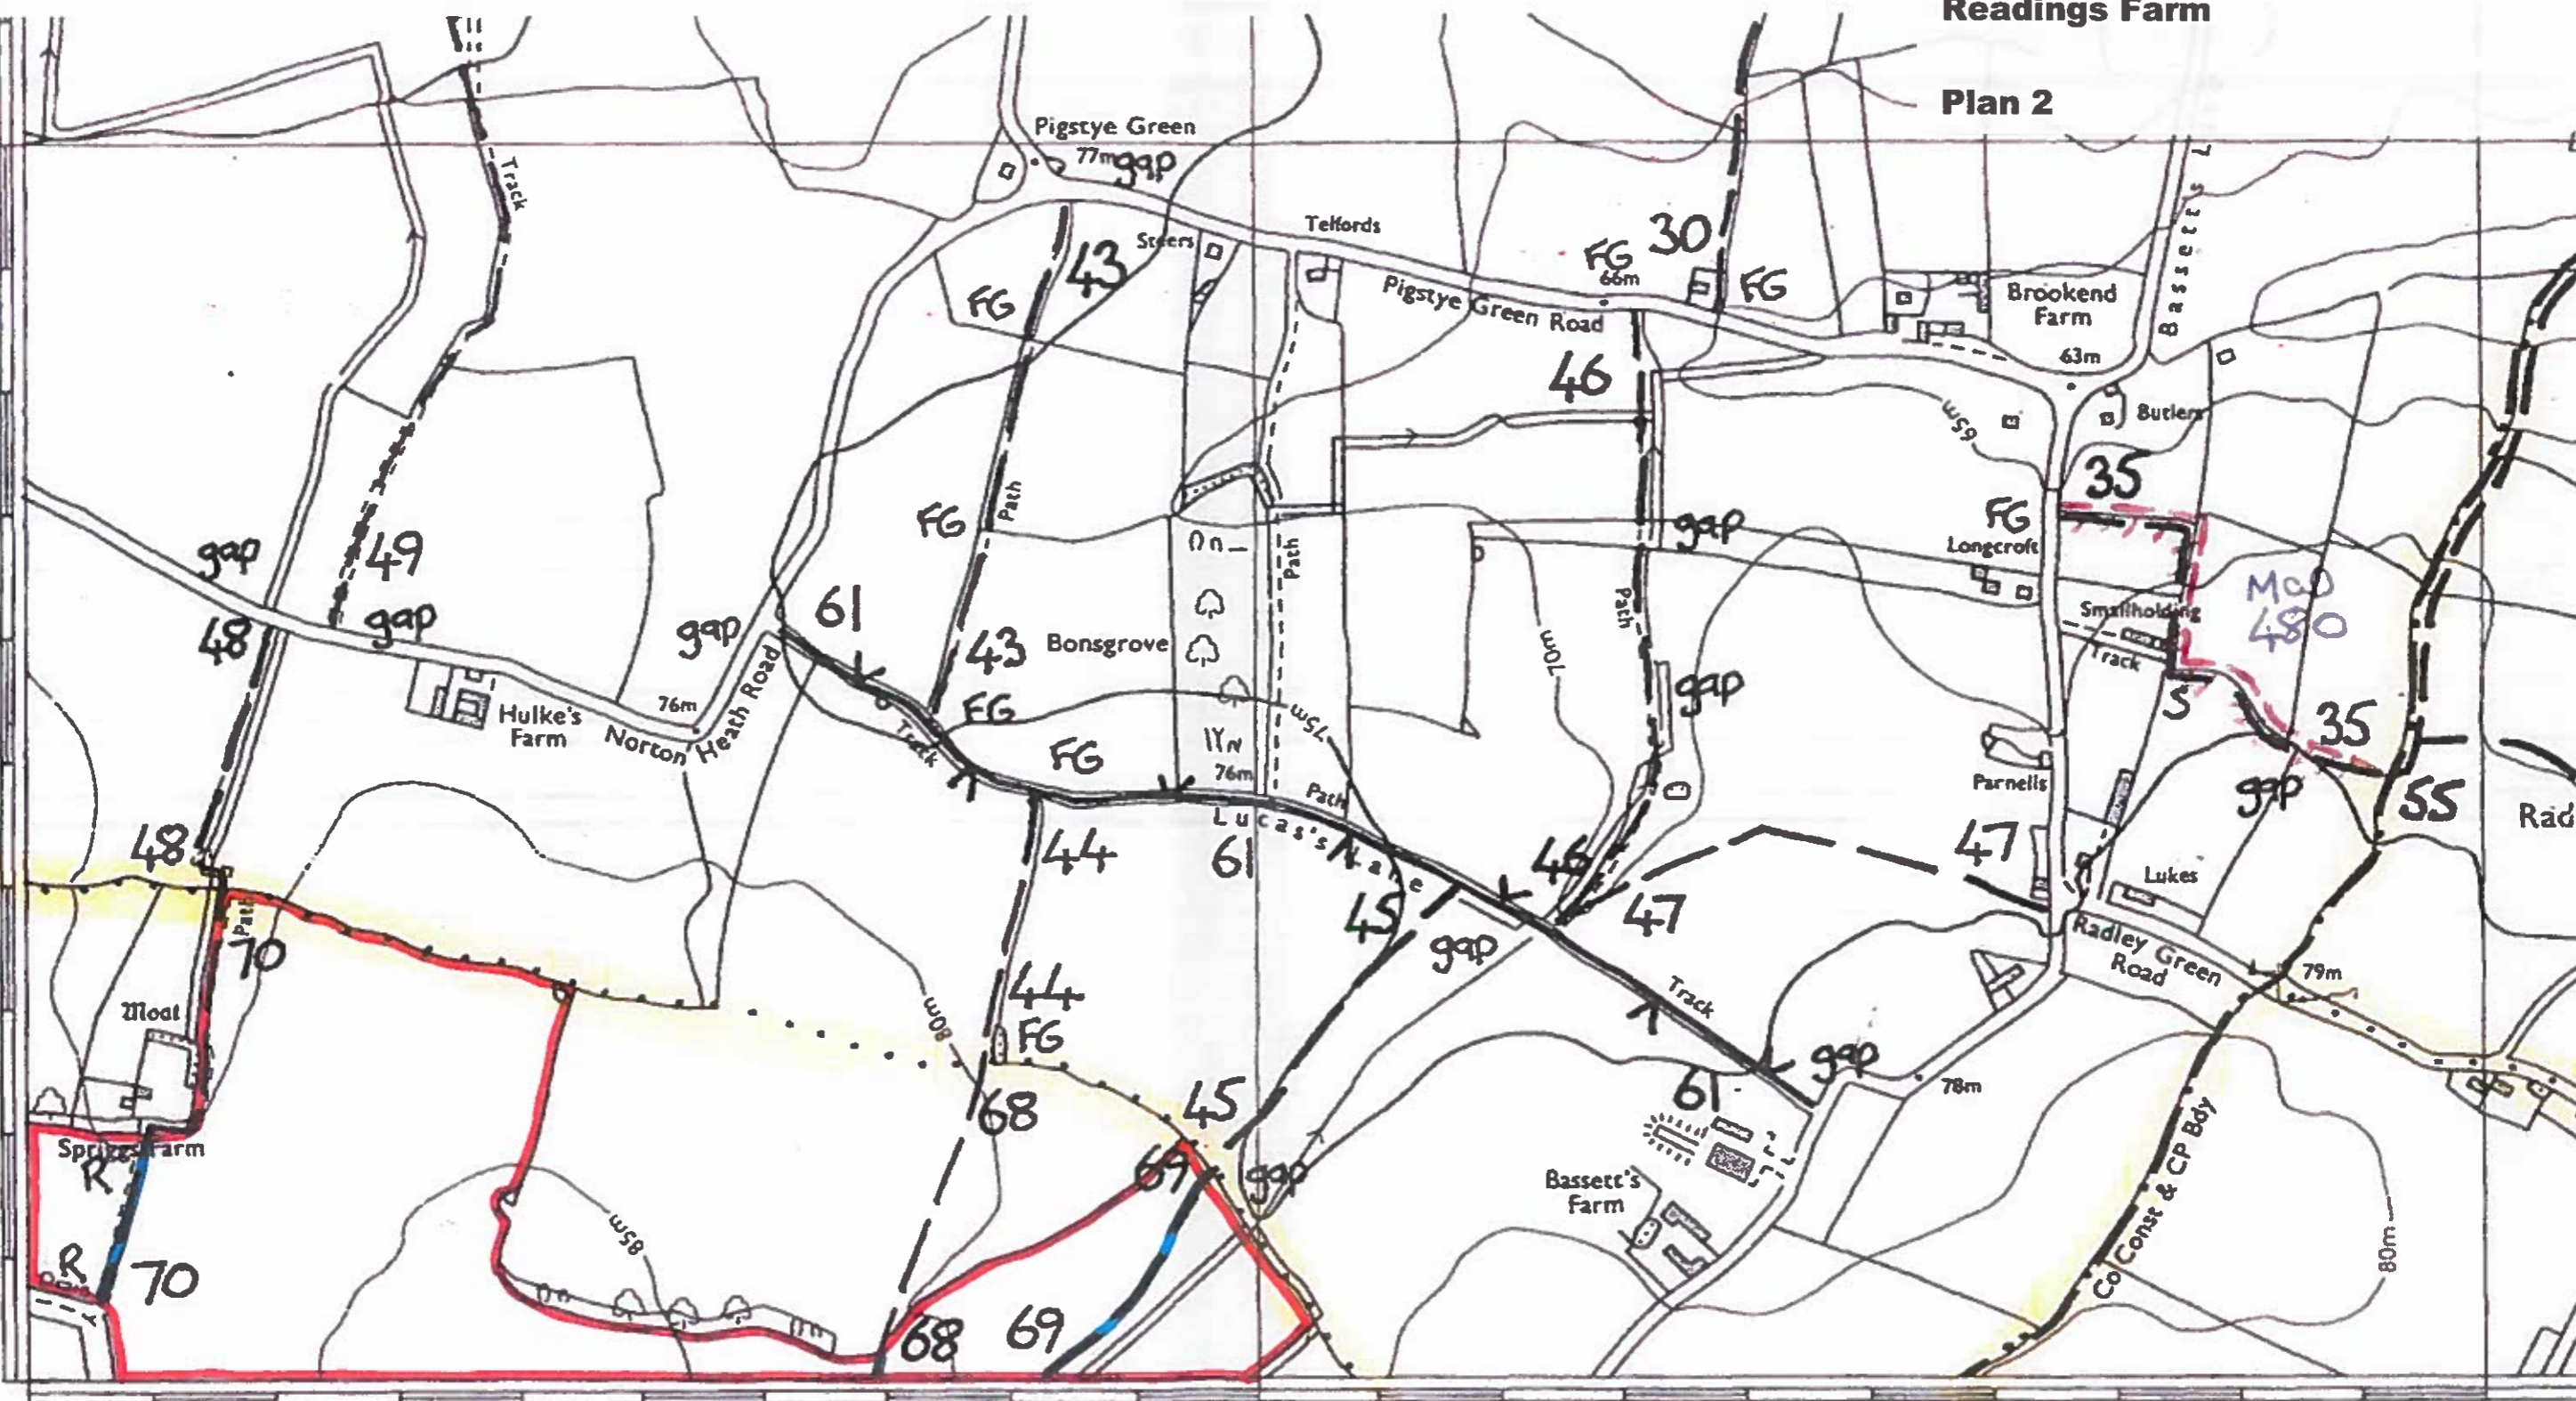 Readings Farm
Plan 2
Pigstye Green
77m
gap
Track
Bassett's L
43
Steers
Telfords
FG
66m
30
FG
FG
Pigstye Green Road
Brookend
Farm
63m
46
65m
Butlers
35
FG
Path
gap
49
gap
48
gap
61
FG
Longcroft
Path
gap
Path
70m
Smallholding
Track
MoD
480
43
Bonsgrove
FG
Hulke's
Farm
76m
Norton Heath Road
Track
FG
75m
76m
gap
S
35
gap
55
Parnells
Rad
Path
Lucas's Lane
61
44
48
46
47
47
Lukes
45
gap
Path
70
Moat
80m
44
FG
Track
Radley Green
Road
79m
gap
61
78m
68
45
Spriggs Farm
R
69
gap
Bassett's
Farm
Co Const & CP Bdy
80m
85m
R
70
68
69